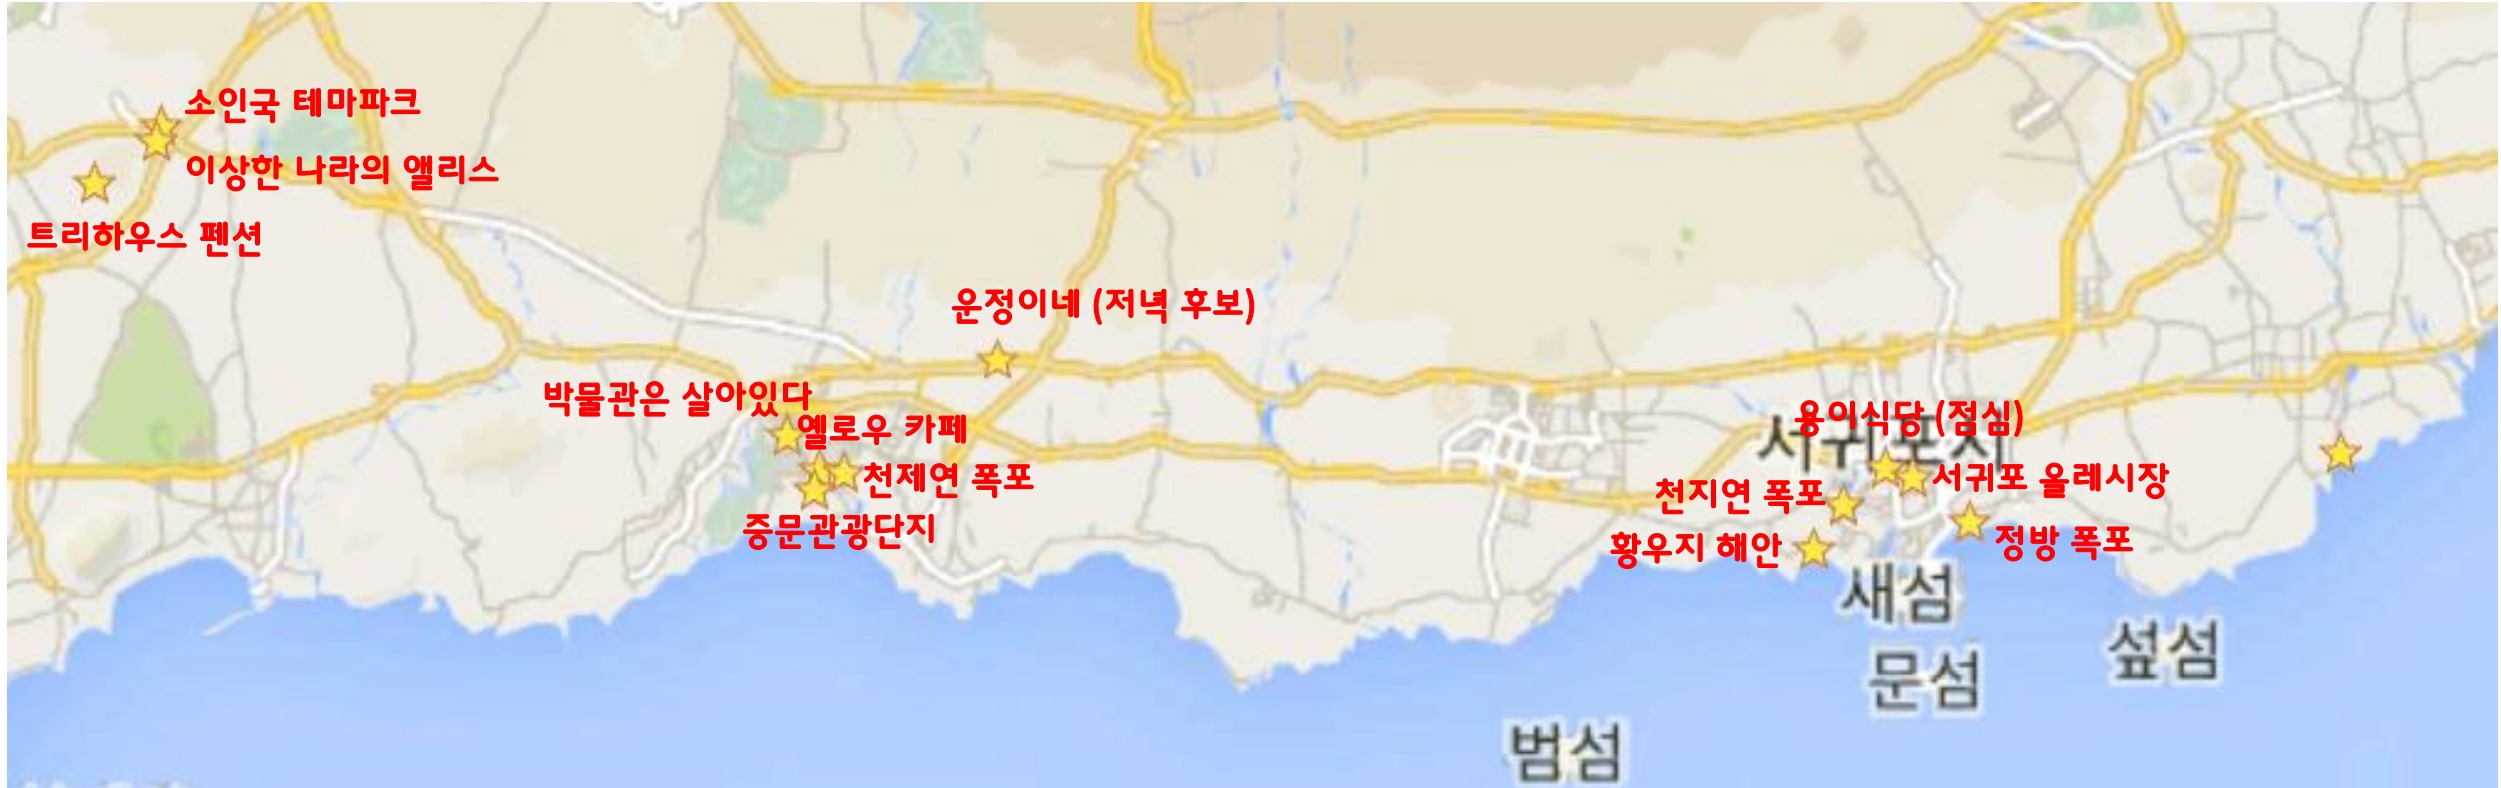 소인국 테마파크
이상한 나라의 앨리스
트리하우스 펜션
운정이네 (저녁 후보)
박물관은 살아있다
옐로우 카페
천제연 폭포
중문관광단지
용이식당 (점심)
서귀포시
서귀포 올레시장
천지연 폭포
정방 폭포
황우지 해안
새섬
문섬
섶섬
범섬